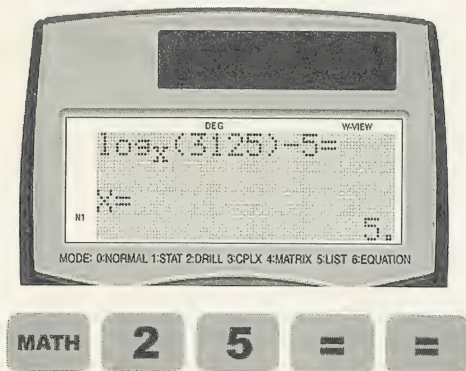 DEG W-VIEW
logx(3125)-5=
X=
N1
5.
MODE: 0:NORMAL 1:STAT 2:DRILL 3:CPLX 4:MATRIX 5:LIST 6:EQUATION
MATH 2 5 = =